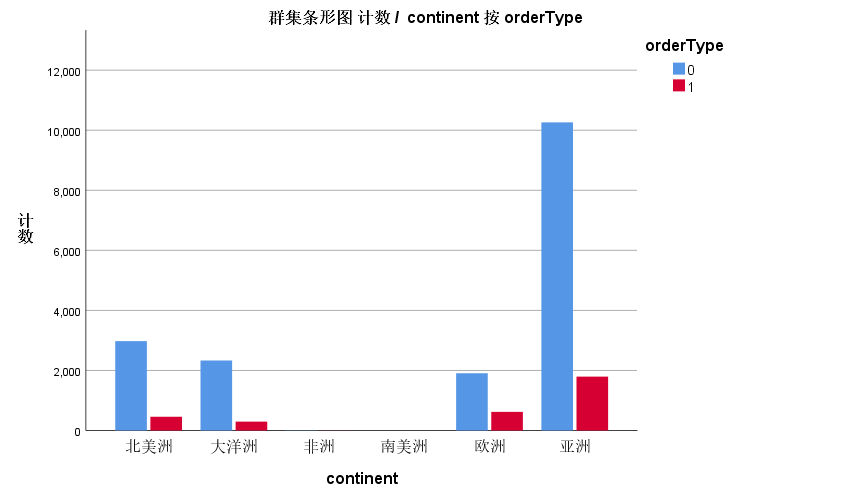 群集条形图 计数 / continent 按 orderType
orderType
0
1
12,000
10,000
8,000
6,000
4,000
2,000
0
计数
北美洲 大洋洲 非洲 南美洲 欧洲 亚洲
continent